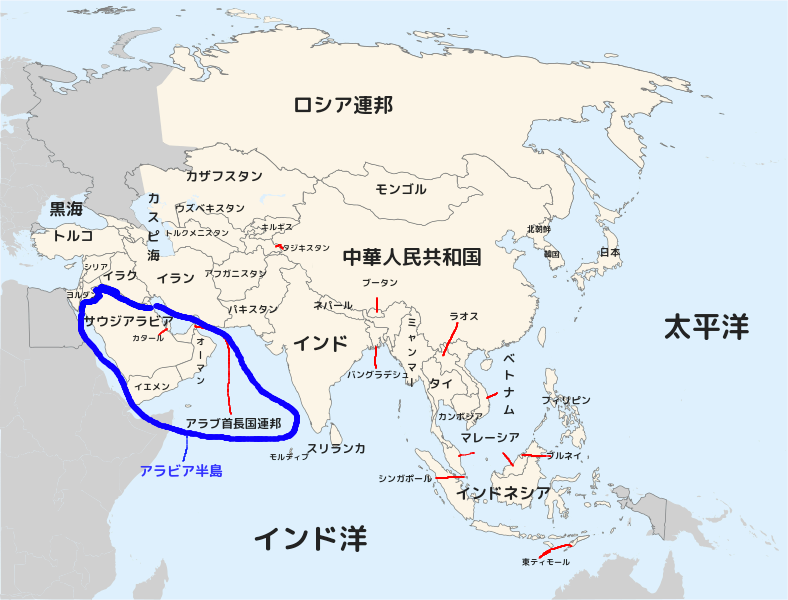 ロシア連邦
カザフスタン
モンゴル
黒海
カスピ海
ウズベキスタン
キルギス
トルコ
トルクメニスタン
タジキスタン
北朝鮮
韓国
日本
中華人民共和国
シリア
イラク
イラン
アフガニスタン
ヨルダン
ブータン
パキスタン
ネパール
サウジアラビア
カタール
オーマン
インド
ミャンマー
ラオス
太平洋
バングラデシュ
イエメン
タイ
ベトナム
フィリピン
アラブ首長国連邦
カンボジア
マレーシア
スリランカ
モルディブ
ブルネイ
アラビア半島
シンガポール
インドネシア
インド洋
東ティモール